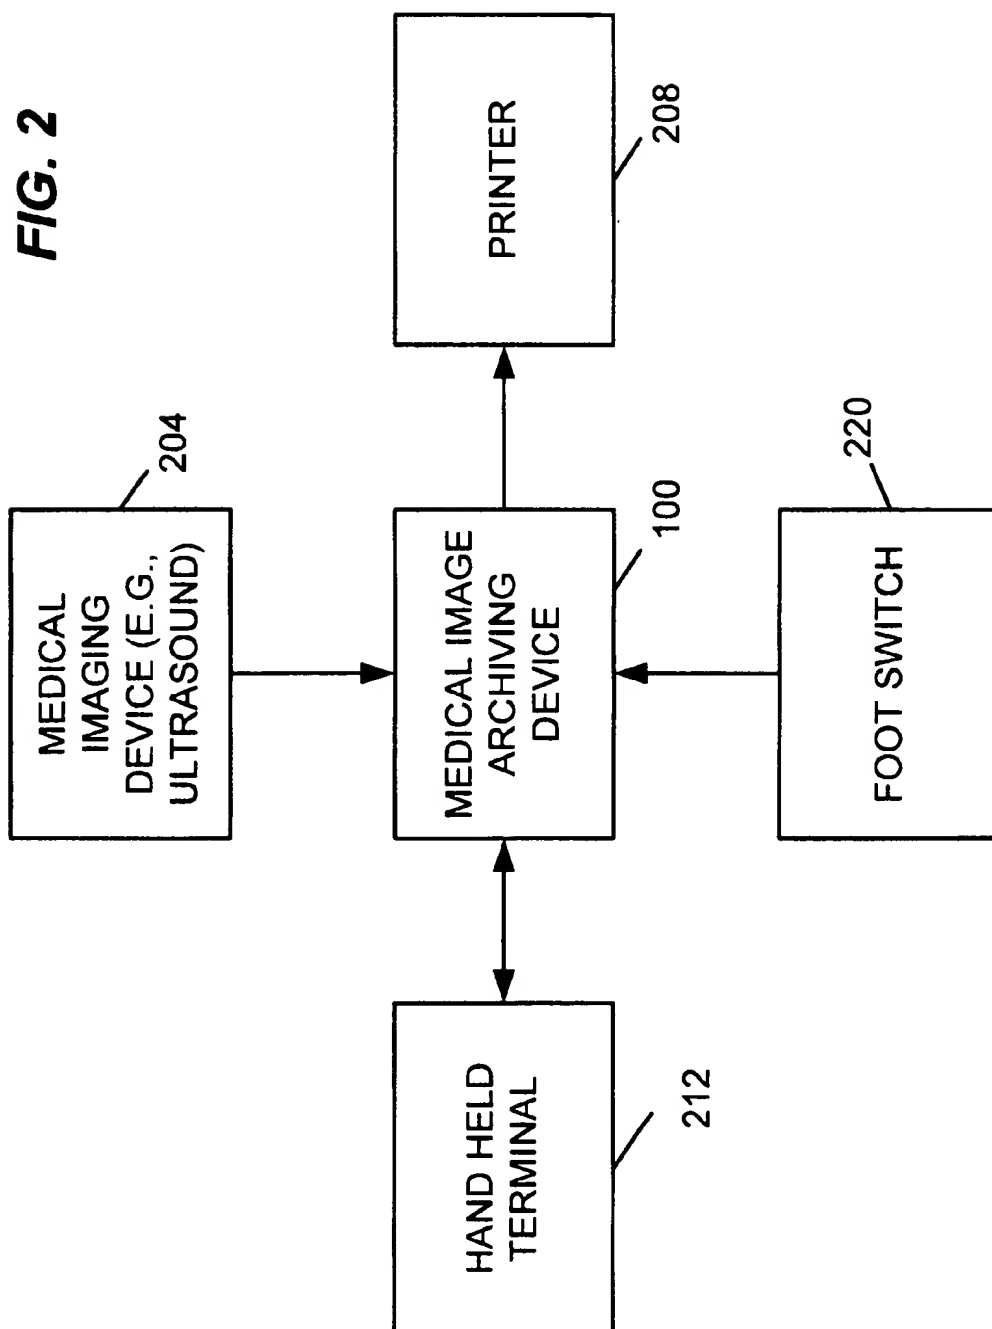 FIG. 2
MEDICAL
IMAGING
DEVICE (E.G.,
ULTRASOUND)
204
HAND HELD
TERMINAL
212
MEDICAL IMAGE
ARCHIVING
DEVICE
100
PRINTER
208
FOOT SWITCH
220